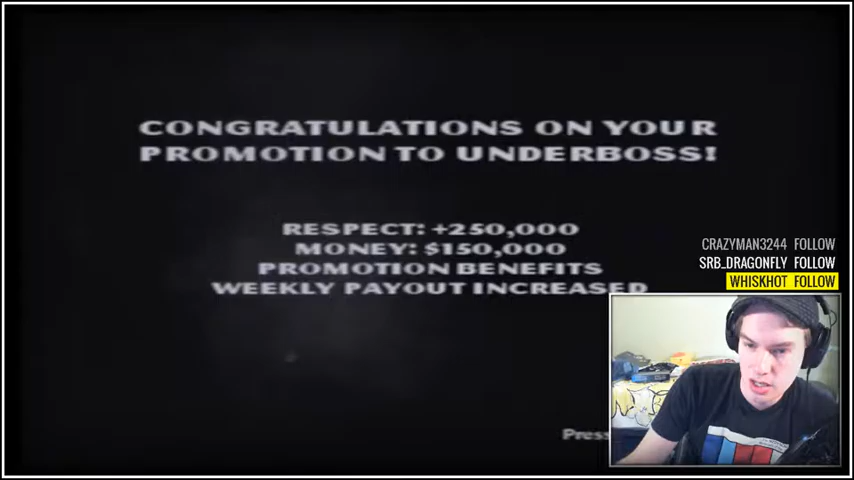 CONGRATULATIONS ON YOUR
PROMOTION TO UNDERBOSS!
RESPECT: +250,000
MONEY: $150,000
PROMOTION BENEFITS
WEEKLY PAYOUT INCREASED
CRAZYMAN3244 FOLLOW
SRB_DRAGONFLY FOLLOW
WHISKHOT FOLLOW
Press